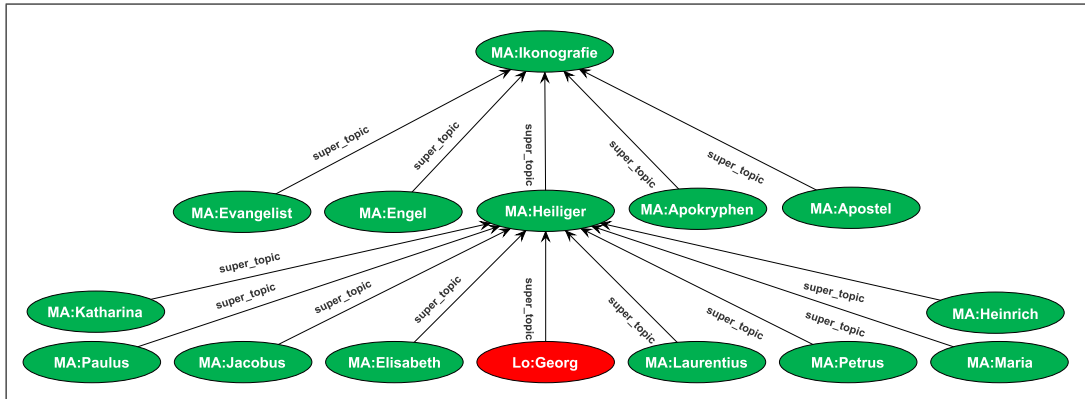 MA:Ikonografie
super_topic
super_topic
super_topic
super_topic
super_topic
MA:Evangelist
MA:Engel
MA:Heiliger
MA:Apokryphen
MA:Apostel
super_topic
super_topic
super_topic
super_topic
super_topic
super_topic
super_topic
super_topic
super_topic
MA:Katharina
MA:Heinrich
MA:Paulus
MA:Jacobus
MA:Elisabeth
Lo:Georg
MA:Laurentius
MA:Petrus
MA:Maria